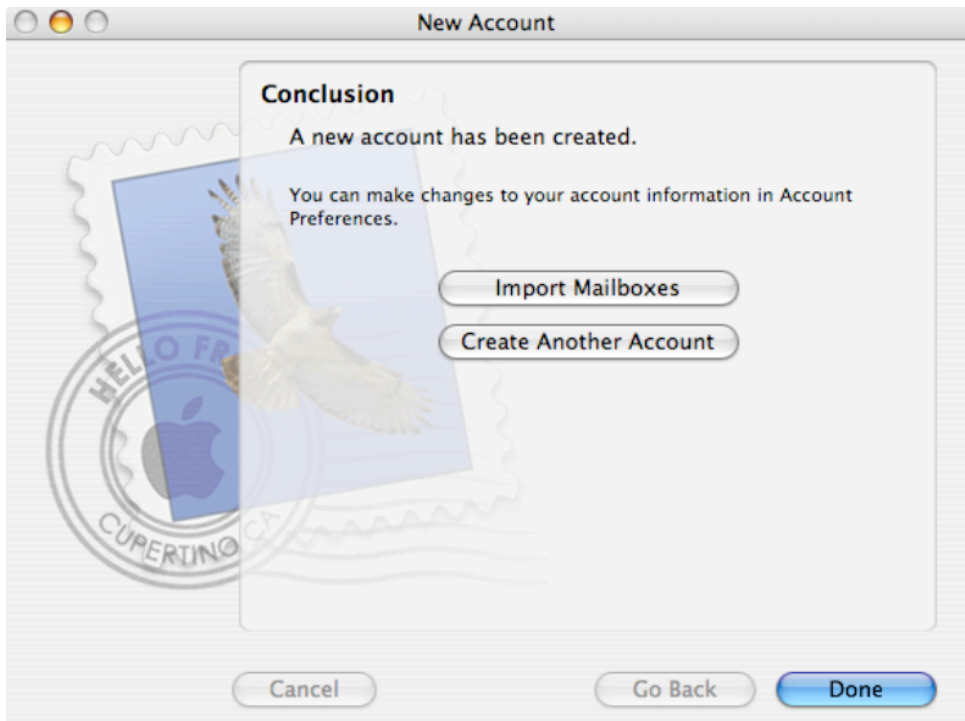 New Account
Conclusion
A new account has been created.
You can make changes to your account information in Account
Preferences.
Import Mailboxes
Create Another Account
HELLO FR
CUPERTINO CA
Cancel
Go Back
Done